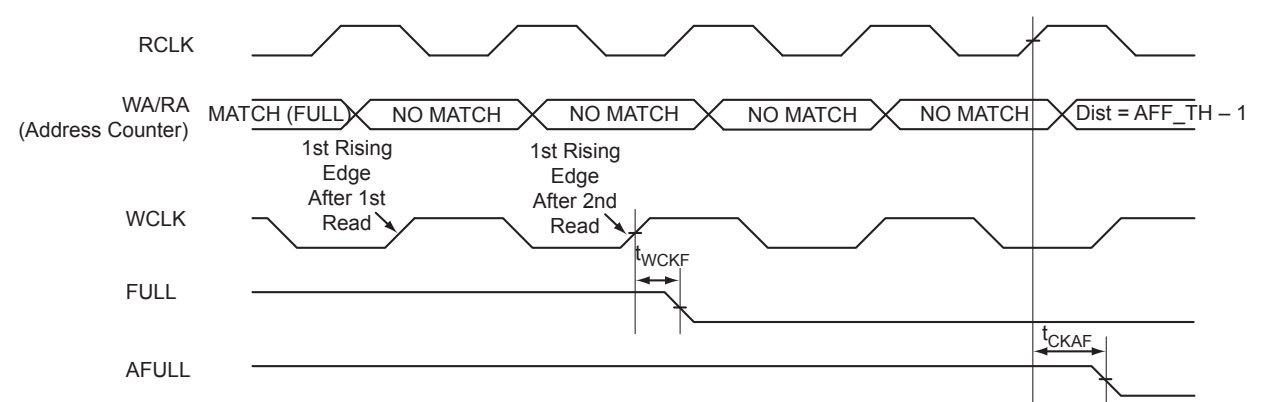 RCLK
WA/RA
(Address Counter)
MATCH (FULL)
NO MATCH
NO MATCH
NO MATCH
NO MATCH
Dist = AFF_TH – 1
1st Rising
Edge
After 1st
Read
1st Rising
Edge
After 2nd
Read
WCLK
tWCKF
FULL
tCKAF
AFULL